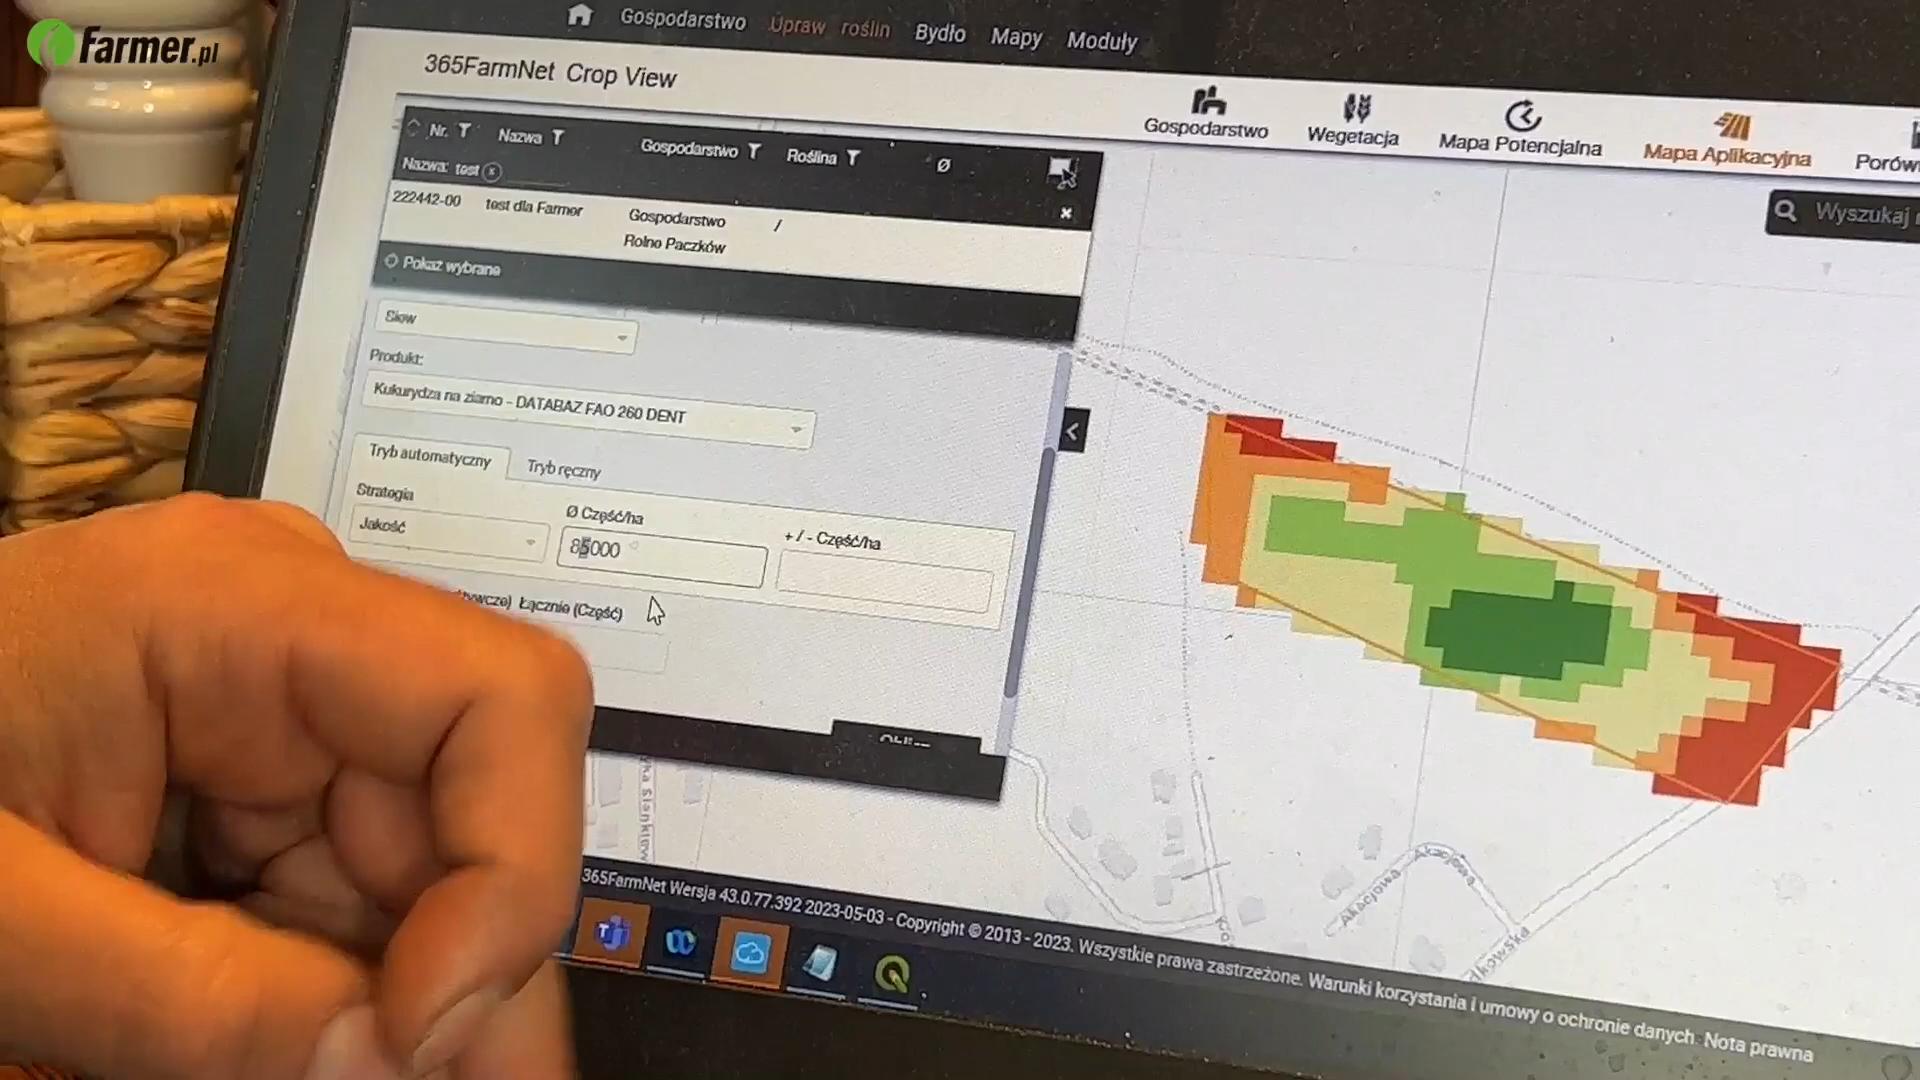 Farmer.pl
Gospodarstwo Upraw roślin Bydło Mapy Moduły
365FarmNet Crop View
Gospodarstwo Wegetacja Mapa Potencjalna Mapa Aplikacyjna
Nr. Nazwa Gospodarstwo Roślina Ø
Nazwa: test
Wyszukaj
222442-00 test dla Farmer Gospodarstwo /
Rolno Paczków
Pokaż wybrane
Siew
Produkt:
Kukurydza na ziarno - DATABAZ FAO 260 DENT
Tryb automatyczny Tryb ręczny
Strategia Ø Część/ha + / - Część/ha
Jakość 85000
Łącznie (Część)
365FarmNet Wersja 43.0.77.392 2023-05-03 - Copyright © 2013 - 2023. Wszystkie prawa zastrzeżone. Warunki korzystania i umowy o ochronie danych. Nota prawna
Akacjowa
Akacjowa